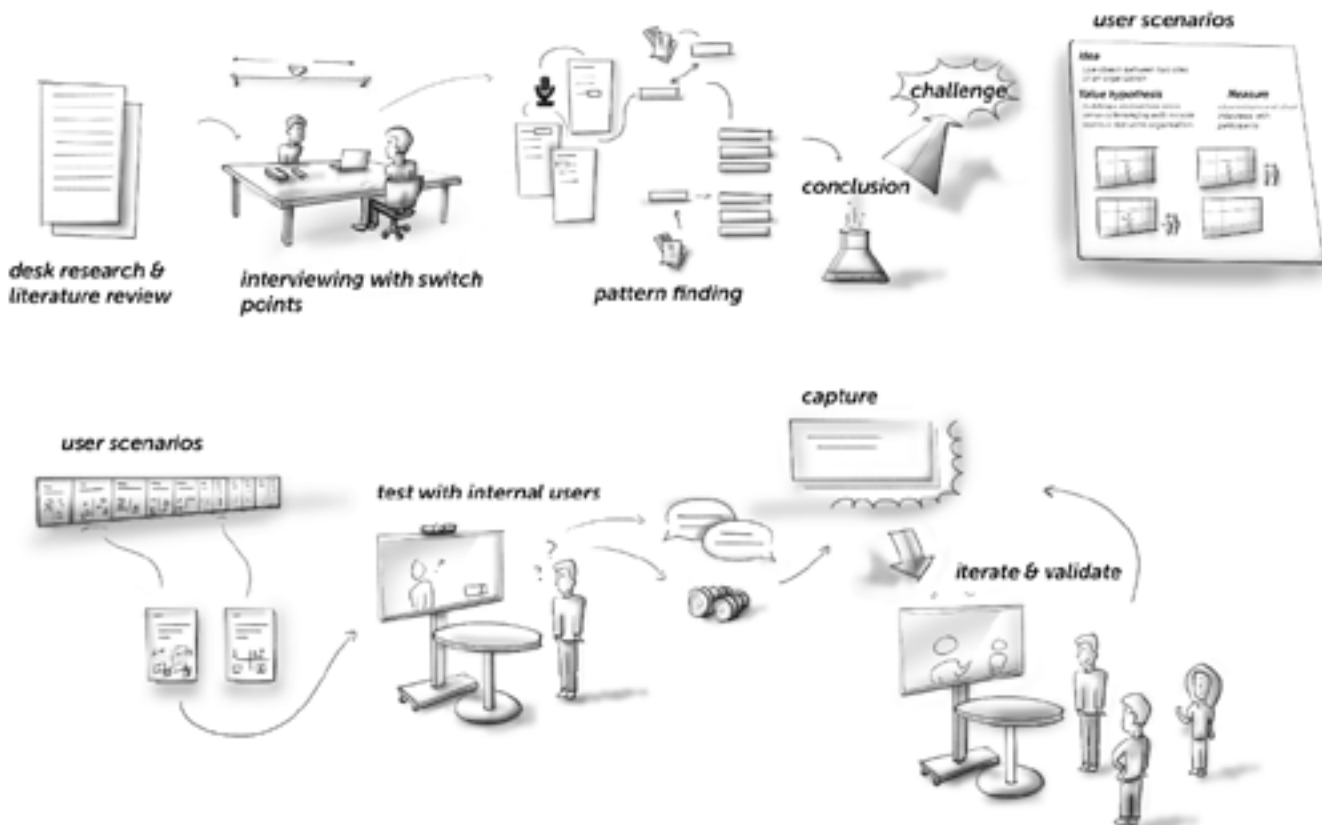 desk research &
literature review
interviewing with switch
points
pattern finding
conclusion
challenge
user scenarios
Idea
Value hypothesis
Measure
user scenarios
test with internal users
capture
iterate & validate